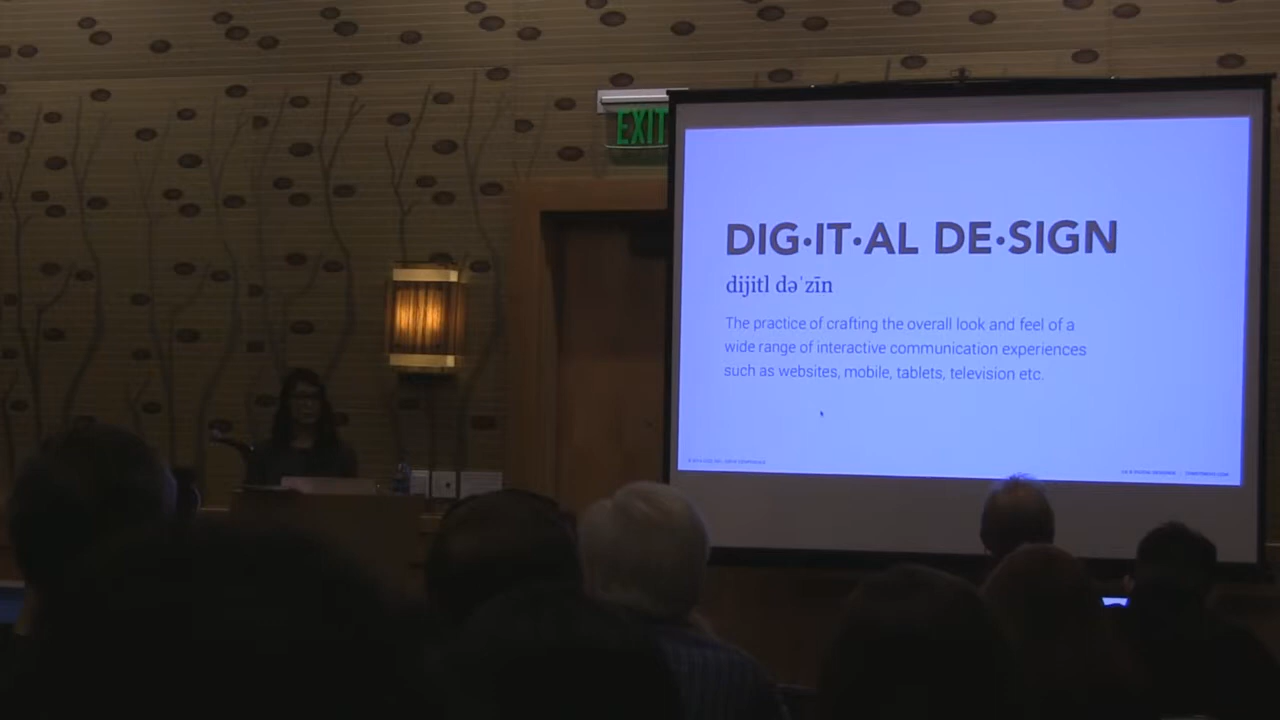 EXIT
DIG·IT·AL DE·SIGN
dijitl dəˈzīn
The practice of crafting the overall look and feel of a
wide range of interactive communication experiences
such as websites, mobile, tablets, television etc.